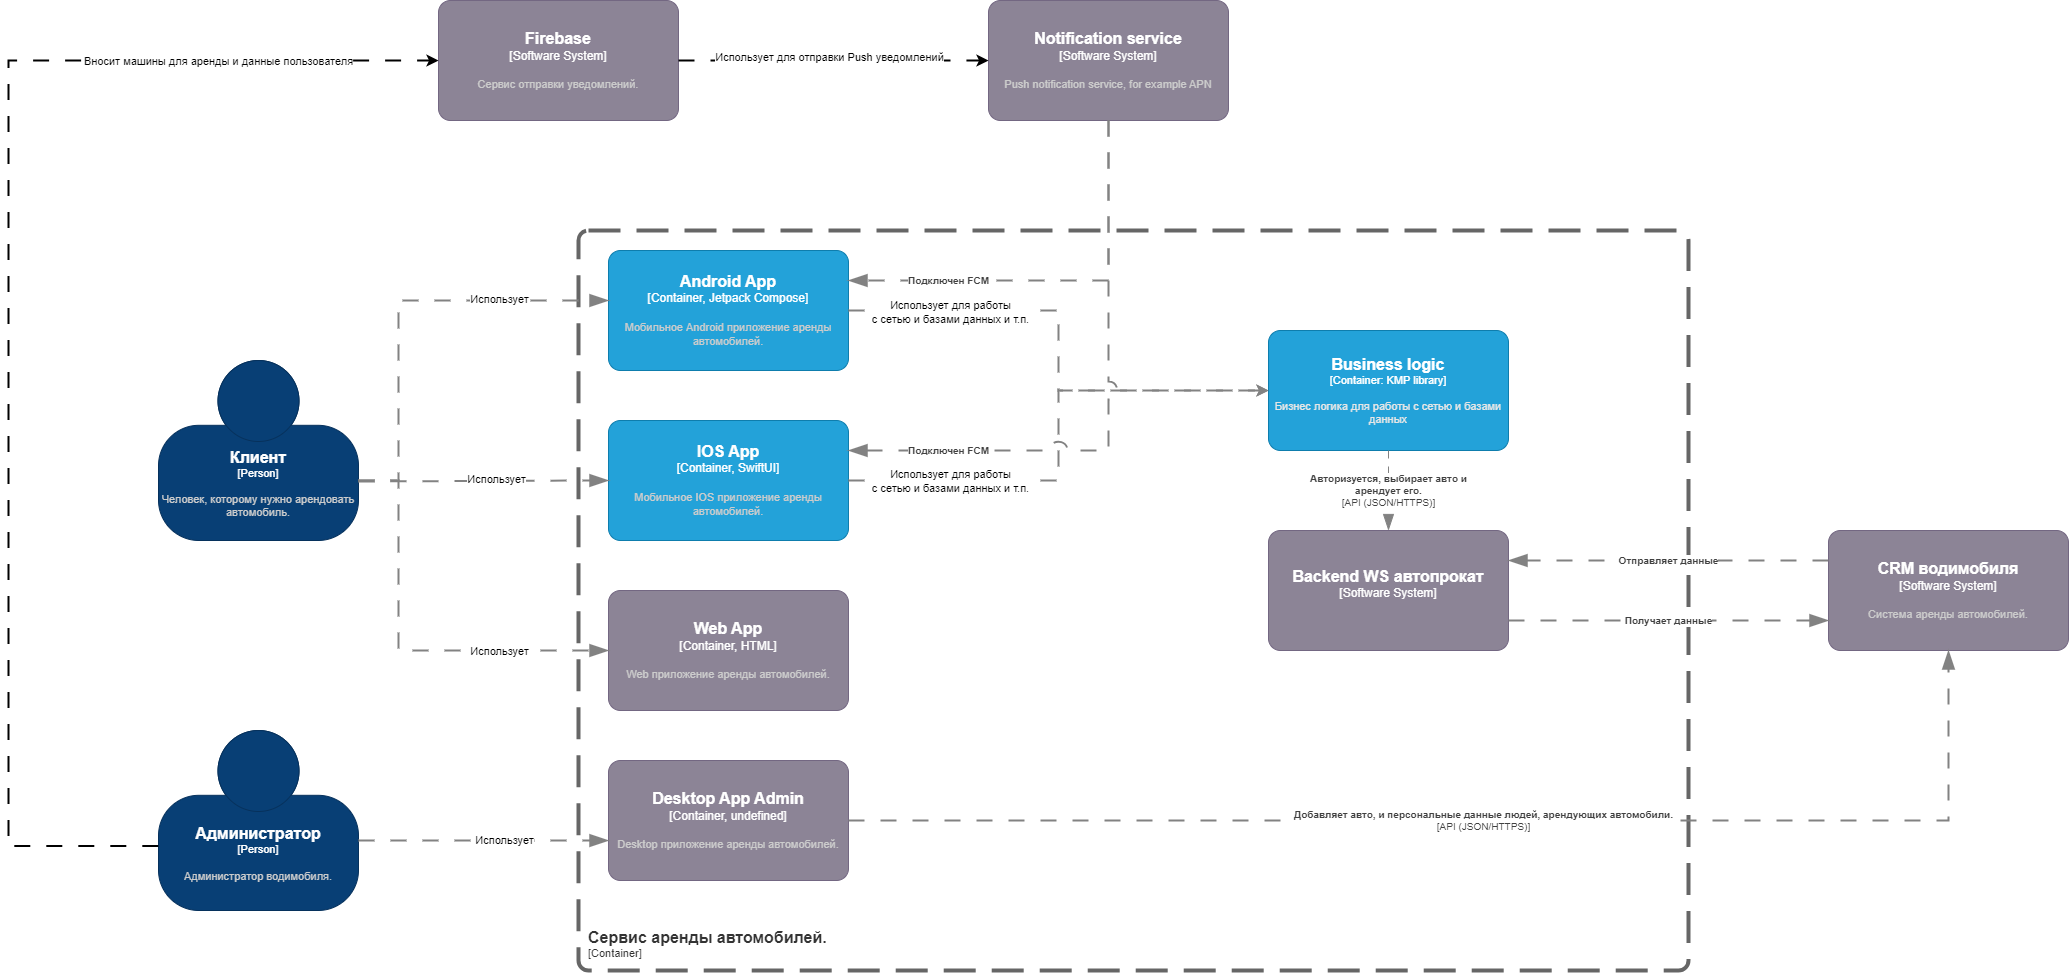 Firebase
[Software System]
Сервис отправки уведомлений.
Notification service
[Software System]
Push notification service, for example APN
Вносит машины для аренды и данные пользователя
Использует для отправки Push уведомлений
Android App
[Container, Jetpack Compose]
Мобильное Android приложение аренды
автомобилей.
Использует
Подключен FCM
Использует для работы
с сетью и базами данных и т.п.
Business logic
[Container: KMP library]
Бизнес логика для работы с сетью и базами
данных
Клиент
[Person]
Человек, которому нужно арендовать
автомобиль.
Использует
IOS App
[Container, SwiftUI]
Мобильное IOS приложение аренды
автомобилей.
Подключен FCM
Использует для работы
с сетью и базами данных и т.п.
Авторизуется, выбирает авто и
арендует его.
[API (JSON/HTTPS)]
Backend WS автопрокат
[Software System]
Отправляет данные
Получает данные
CRM водимобиля
[Software System]
Система аренды автомобилей.
Использует
Web App
[Container, HTML]
Web приложение аренды автомобилей.
Администратор
[Person]
Администратор водимобиля.
Использует
Desktop App Admin
[Container, undefined]
Desktop приложение аренды автомобилей.
Добавляет авто, и персональные данные людей, арендующих автомобили.
[API (JSON/HTTPS)]
Сервис аренды автомобилей.
[Container]